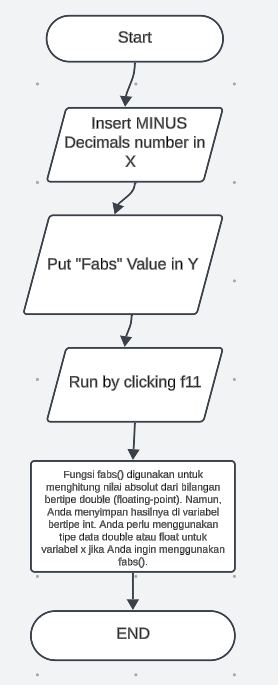 Start
Insert MINUS
Decimals number in
X
Put "Fabs" Value in Y
Run by clicking f11
Fungsi fabs() digunakan untuk
menghitung nilai absolut dari bilangan
bertipe double (floating-point). Namun,
Anda menyimpan hasilnya di variabel
bertipe int. Anda perlu menggunakan
tipe data double atau float untuk
variabel x jika Anda ingin menggunakan
fabs().
END